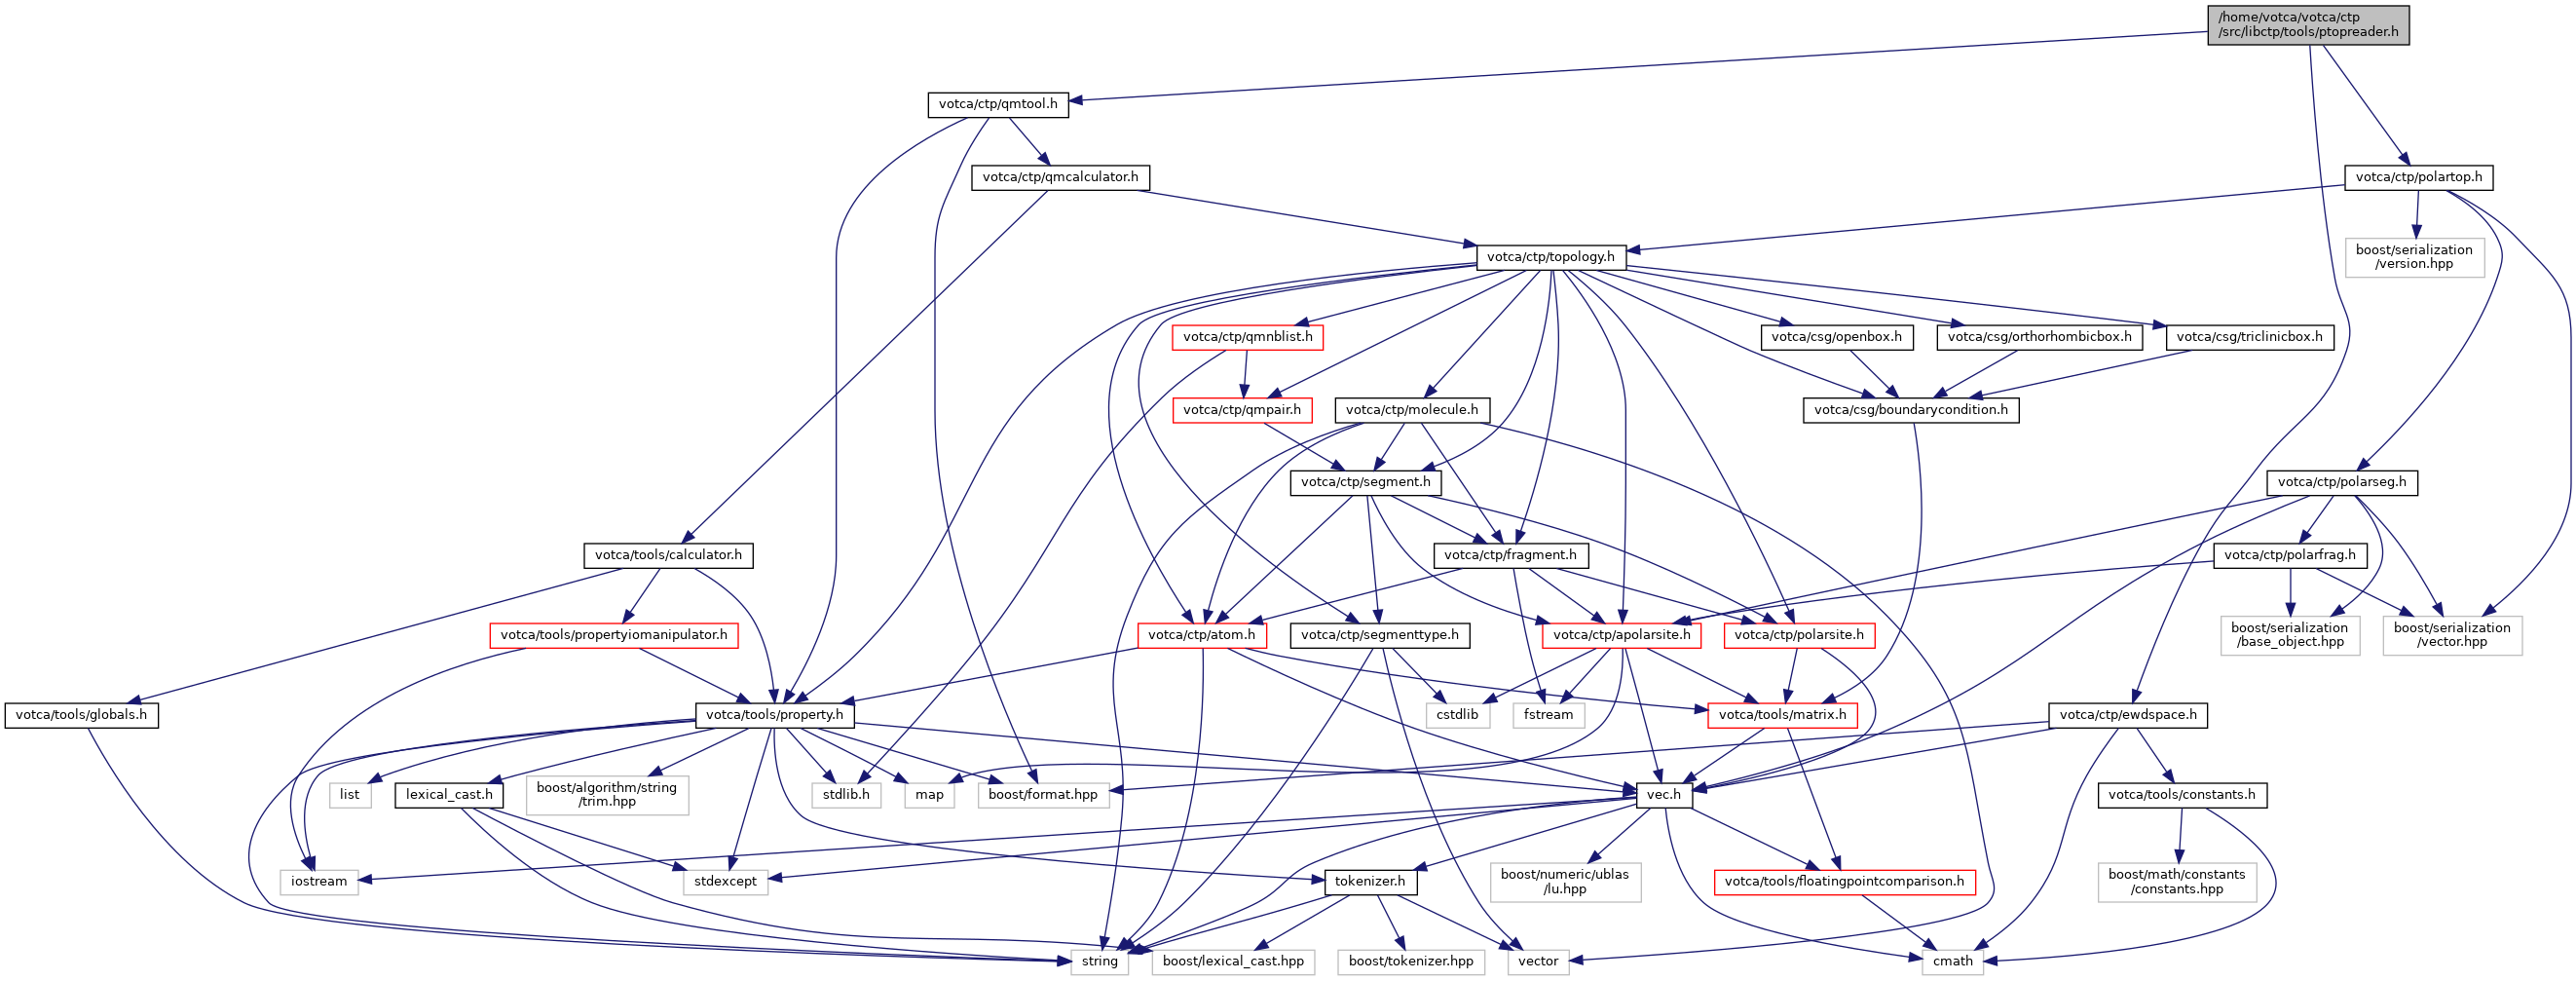 /home/votca/votca/ctp
/src/libctp/tools/ptopreader.h
votca/ctp/qmtool.h
votca/ctp/qmcalculator.h
votca/ctp/polartop.h
votca/ctp/topology.h
boost/serialization
/version.hpp
votca/ctp/qmnblist.h
votca/csg/openbox.h
votca/csg/orthorhombicbox.h
votca/csg/triclinicbox.h
votca/ctp/qmpair.h
votca/ctp/molecule.h
votca/csg/boundarycondition.h
votca/ctp/segment.h
votca/ctp/polarseg.h
votca/tools/calculator.h
votca/ctp/fragment.h
votca/ctp/polarfrag.h
votca/tools/propertyiomanipulator.h
votca/ctp/atom.h
votca/ctp/segmenttype.h
votca/ctp/apolarsite.h
votca/ctp/polarsite.h
boost/serialization
/base_object.hpp
boost/serialization
/vector.hpp
votca/tools/globals.h
votca/tools/property.h
cstdlib
fstream
votca/tools/matrix.h
votca/ctp/ewdspace.h
list
lexical_cast.h
boost/algorithm/string
/trim.hpp
stdlib.h
map
boost/format.hpp
vec.h
votca/tools/constants.h
iostream
stdexcept
tokenizer.h
boost/numeric/ublas
/lu.hpp
votca/tools/floatingpointcomparison.h
boost/math/constants
/constants.hpp
string
boost/lexical_cast.hpp
boost/tokenizer.hpp
vector
cmath